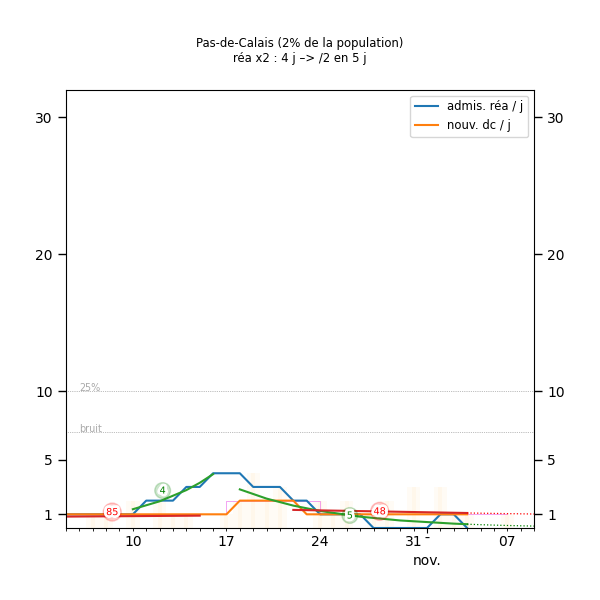 Pas-de-Calais (2% de la population)
réa x2 : 4 j –> /2 en 5 j
admis. réa / j
nouv. dc / j
30 30
20 20
25%
10 10
bruit
5 5
4
85 5 48
1 1
10 17 24 31 07
nov.